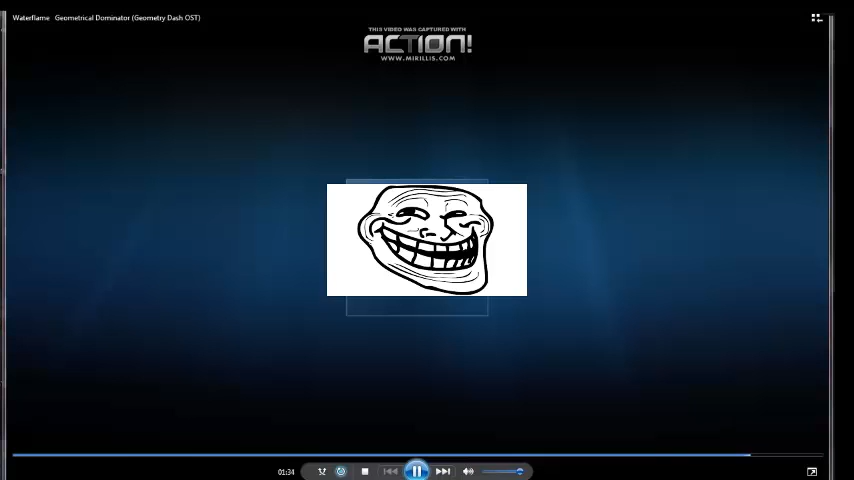 Waterflame Geometrical Dominator (Geometry Dash OST)
THIS VIDEO WAS CAPTURED WITH
ACTION!
WWW.MIRILLIS.COM
01:34